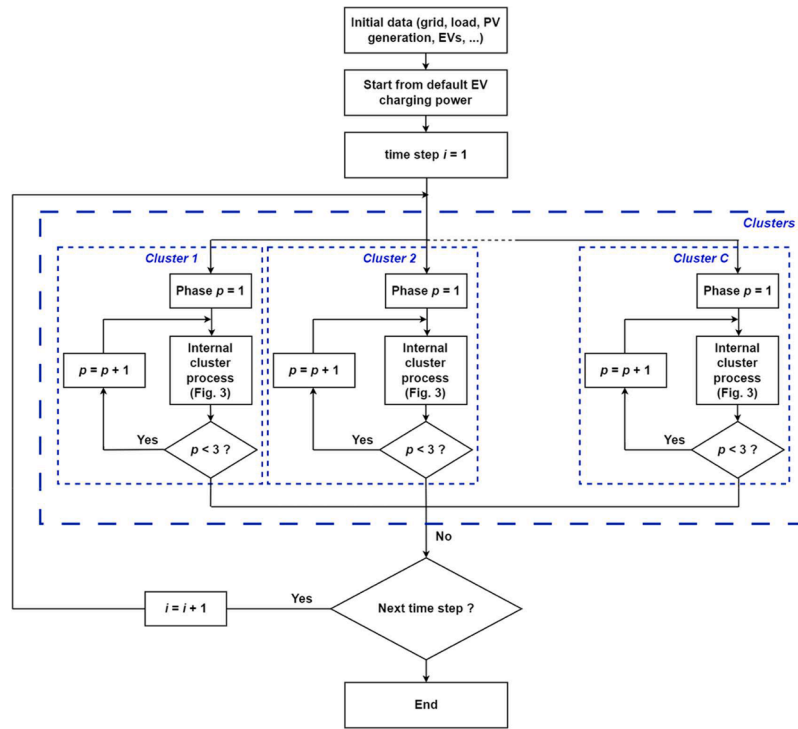 Initial data (grid, load, PV
generation, EVs, ...)
Start from default EV
charging power
time step i = 1
Clusters
Cluster 1
Phase p = 1
p = p + 1
Internal
cluster
process
(Fig. 3)
Yes
p < 3 ?
Cluster 2
Phase p = 1
p = p + 1
Internal
cluster
process
(Fig. 3)
Yes
p < 3 ?
Cluster C
Phase p = 1
p = p + 1
Internal
cluster
process
(Fig. 3)
Yes
p < 3 ?
No
i = i + 1
Yes
Next time step ?
End